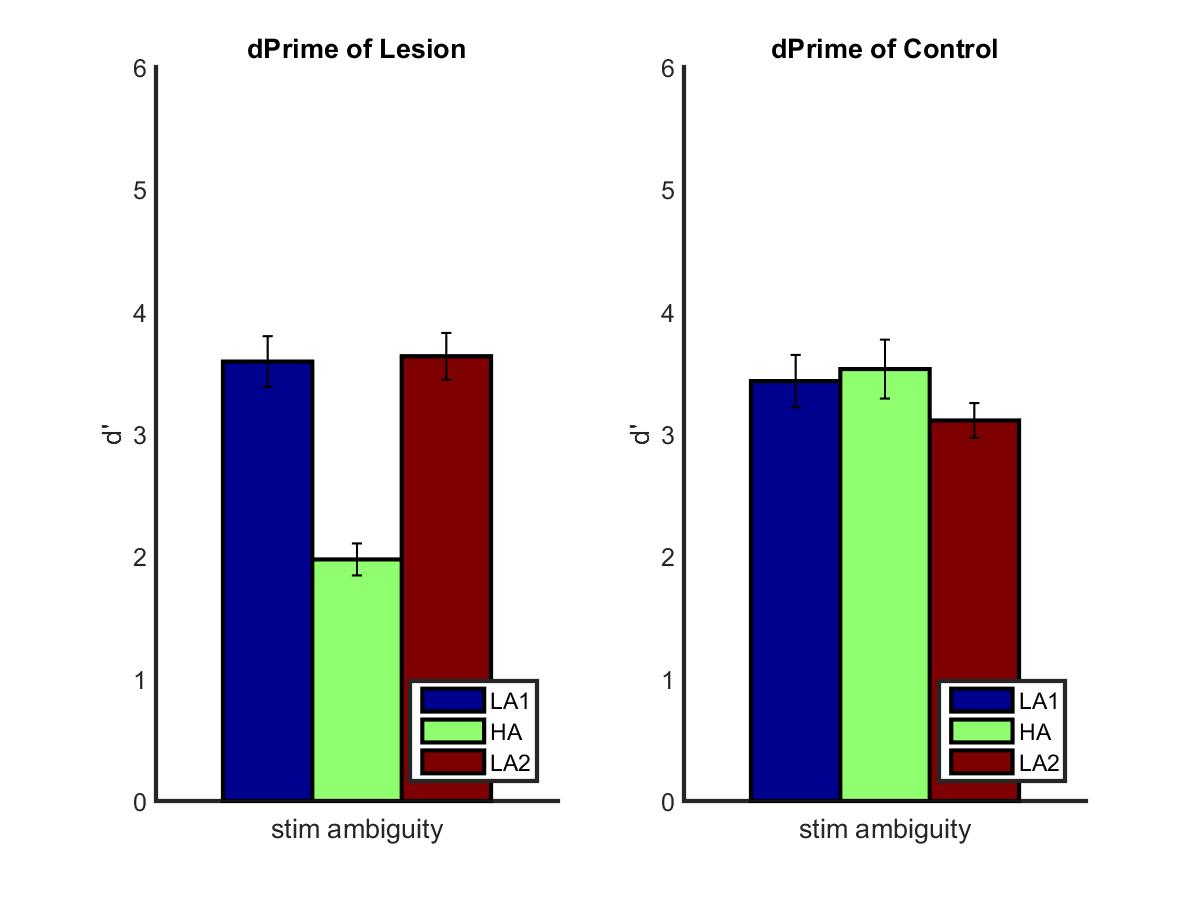 dPrime of Lesion
6
5
4
3
2
1
0
d'
stim ambiguity
LA1
HA
LA2
dPrime of Control
6
5
4
3
2
1
0
d'
stim ambiguity
LA1
HA
LA2